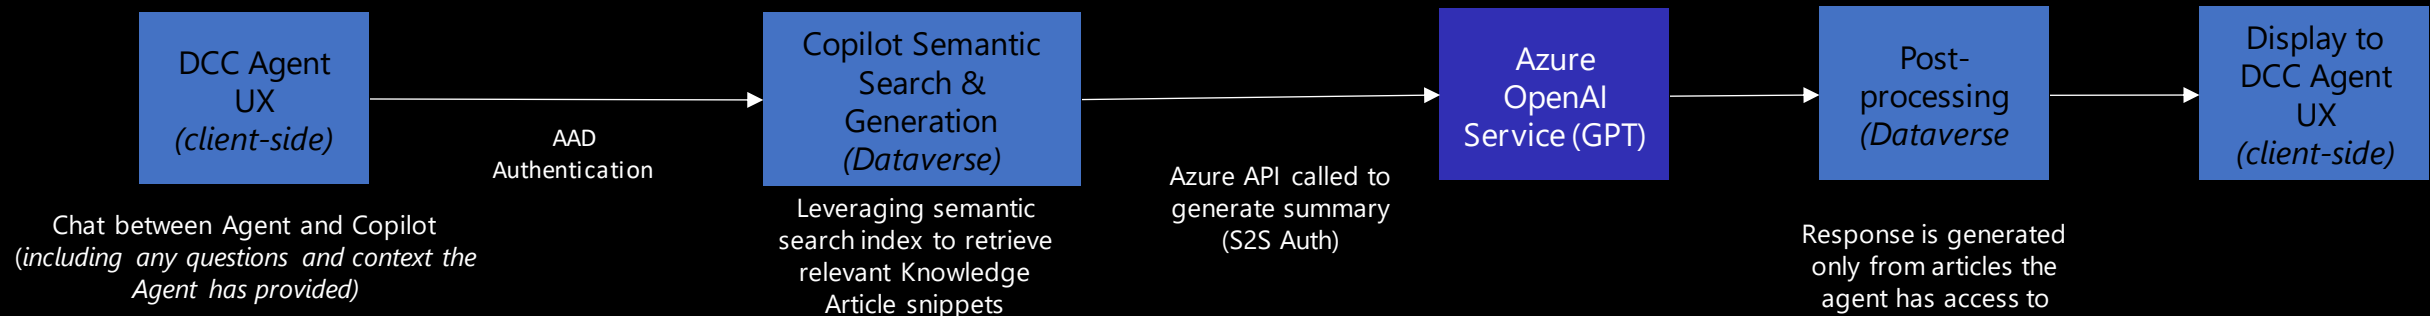 DCC Agent
UX
(client-side)
Chat between Agent and Copilot
(including any questions and context the
Agent has provided)
AAD
Authentication
Copilot Semantic
Search &
Generation
(Dataverse)
Leveraging semantic
search index to retrieve
relevant Knowledge
Article snippets
Azure API called to
generate summary
(S2S Auth)
Azure
OpenAI
Service (GPT)
Post-
processing
(Dataverse
Response is generated
only from articles the
agent has access to
Display to
DCC Agent
UX
(client-side)